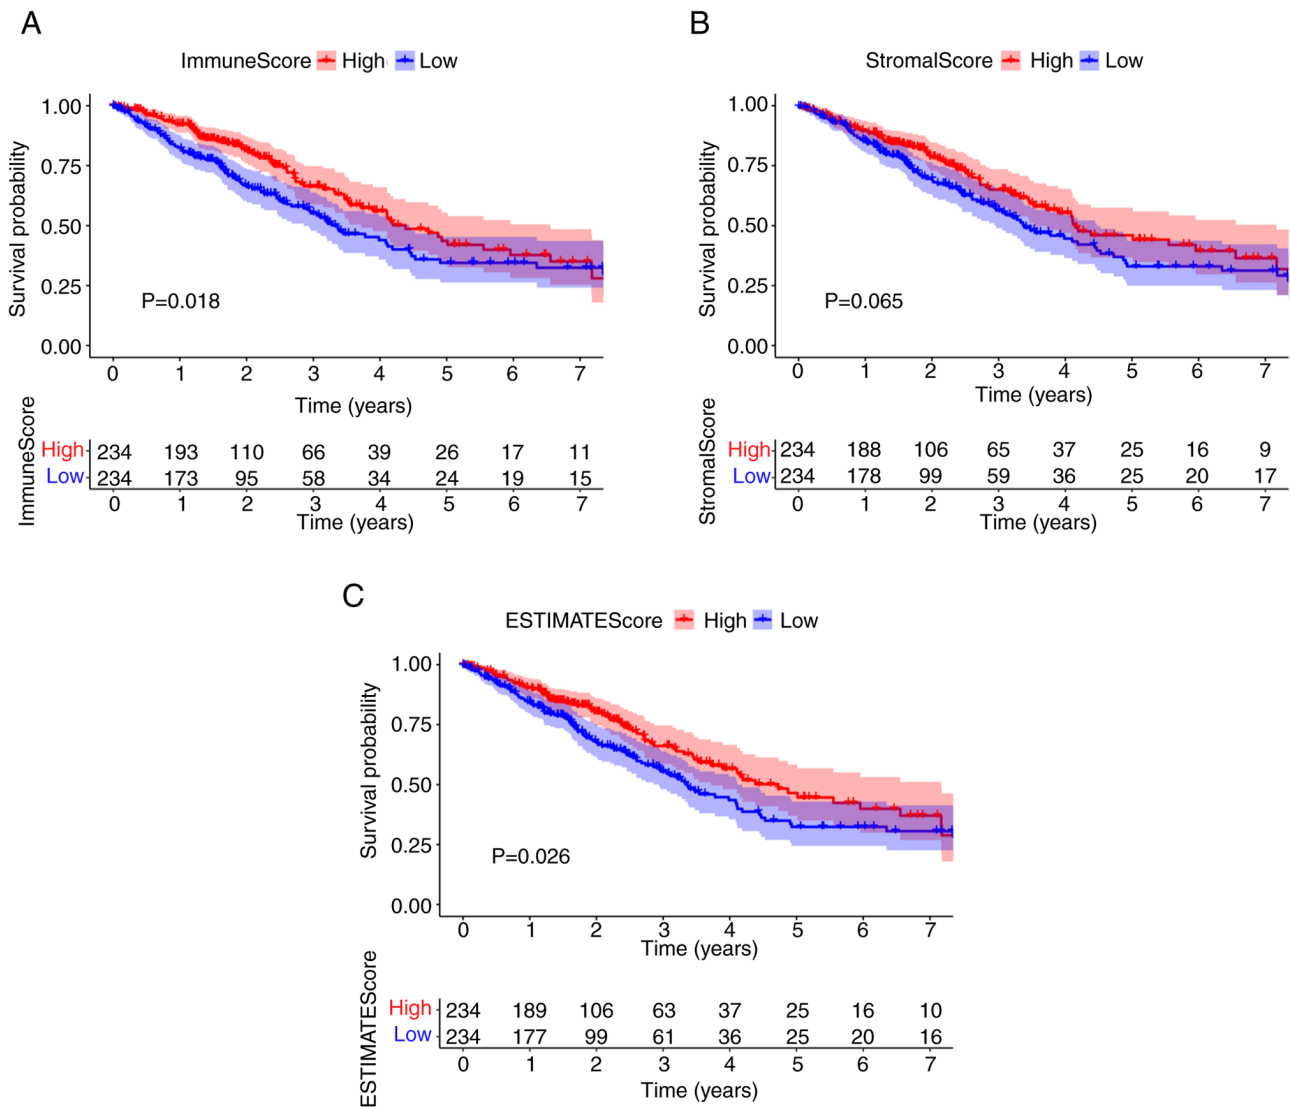 A
ImmuneScore High Low
Survival probability
1.00
0.75
0.50
0.25
0.00
P=0.018
0 1 2 3 4 5 6 7
Time (years)
ImmuneScore
High 234 193 110 66 39 26 17 11
Low 234 173 95 58 34 24 19 15
0 1 2 3 4 5 6 7
Time (years)
B
StromalScore High Low
Survival probability
1.00
0.75
0.50
0.25
0.00
P=0.065
0 1 2 3 4 5 6 7
Time (years)
StromalScore
High 234 188 106 65 37 25 16 9
Low 234 178 99 59 36 25 20 17
0 1 2 3 4 5 6 7
Time (years)
C
ESTIMATEScore High Low
Survival probability
1.00
0.75
0.50
0.25
0.00
P=0.026
0 1 2 3 4 5 6 7
Time (years)
ESTIMATEScore
High 234 189 106 63 37 25 16 10
Low 234 177 99 61 36 25 20 16
0 1 2 3 4 5 6 7
Time (years)